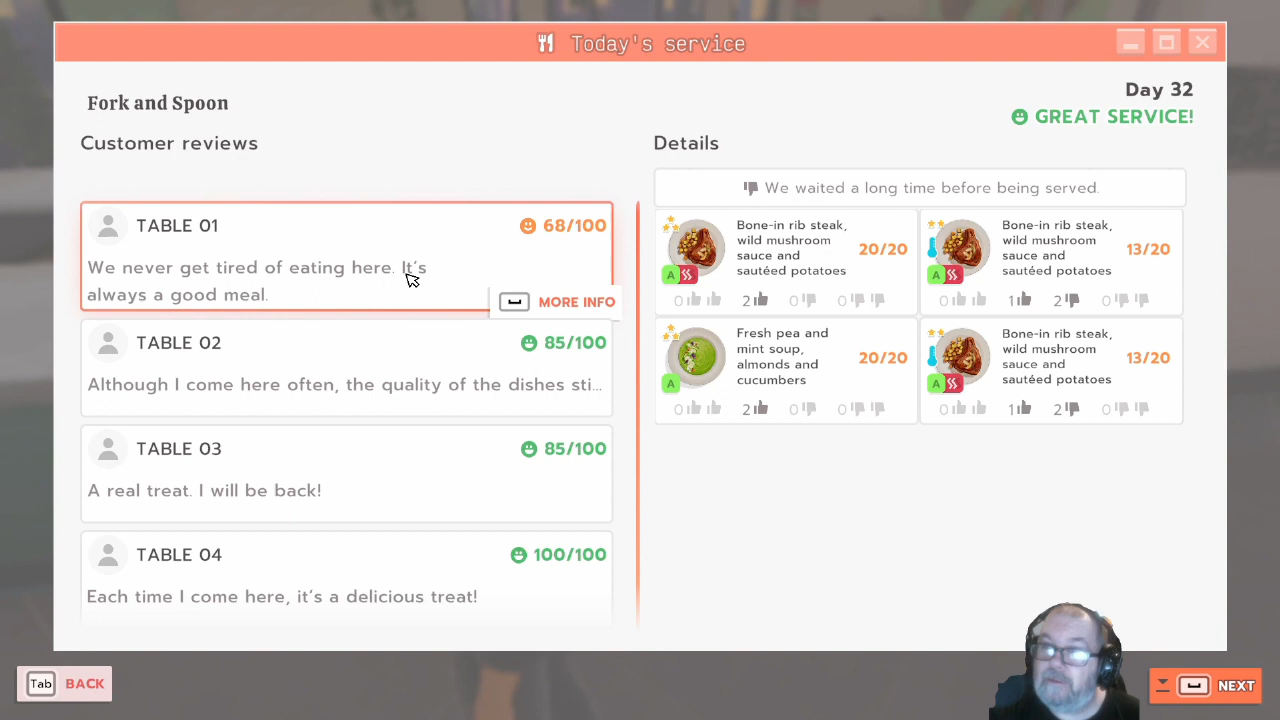 Today's service
Fork and Spoon
Day 32
GREAT SERVICE!
Customer reviews
TABLE 01
68/100
We never get tired of eating here. It's
always a good meal.
MORE INFO
TABLE 02
85/100
Although I come here often, the quality of the dishes sti...
TABLE 03
85/100
A real treat. I will be back!
TABLE 04
100/100
Each time I come here, it's a delicious treat!
Details
We waited a long time before being served.
Bone-in rib steak,
wild mushroom
sauce and
sautéed potatoes
20/20
A
0 2 0 0
Bone-in rib steak,
wild mushroom
sauce and
sautéed potatoes
13/20
A
0 1 2 0
Fresh pea and
mint soup,
almonds and
cucumbers
20/20
A
0 2 0 0
Bone-in rib steak,
wild mushroom
sauce and
sautéed potatoes
13/20
A
0 1 2 0
Tab BACK
NEXT